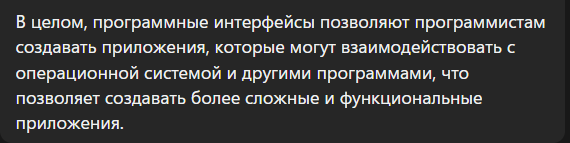 В целом, программные интерфейсы позволяют программистам
создавать приложения, которые могут взаимодействовать с
операционной системой и другими программами, что
позволяет создавать более сложные и функциональные
приложения.